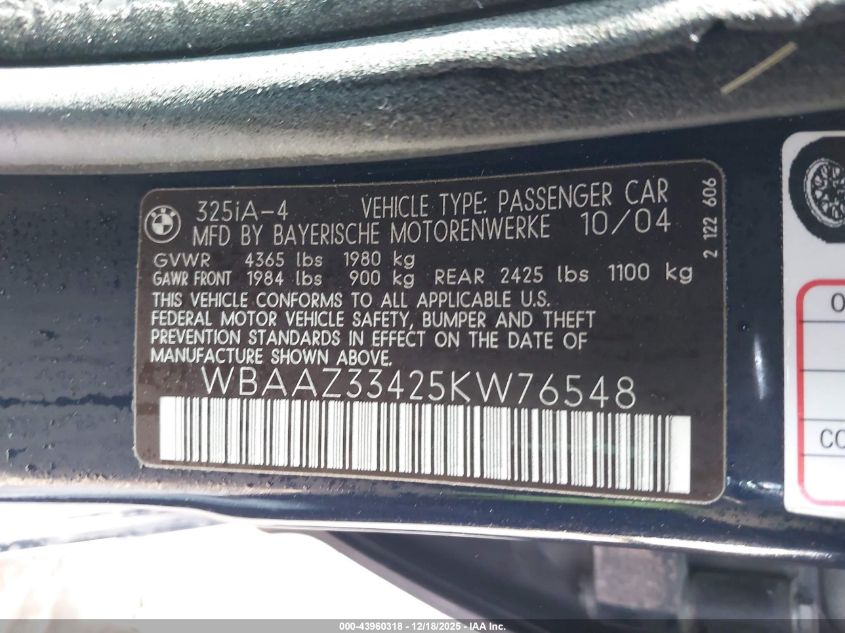 325iA-4 VEHICLE TYPE: PASSENGER CAR
MFD BY BAYERISCHE MOTORENWERKE 10/04
GVWR 4365 lbs 1980 kg
GAWR FRONT 1984 lbs 900 kg REAR 2425 lbs 1100 kg
THIS VEHICLE CONFORMS TO ALL APPLICABLE U.S.
FEDERAL MOTOR VEHICLE SAFETY, BUMPER AND THEFT
PREVENTION STANDARDS IN EFFECT ON THE DATE OF
MANUFACTURE SHOWN ABOVE.
WBAAZ33425KW76548
2 122 606
O
CO
000-43960318 - 12/18/2025 - IAA Inc.